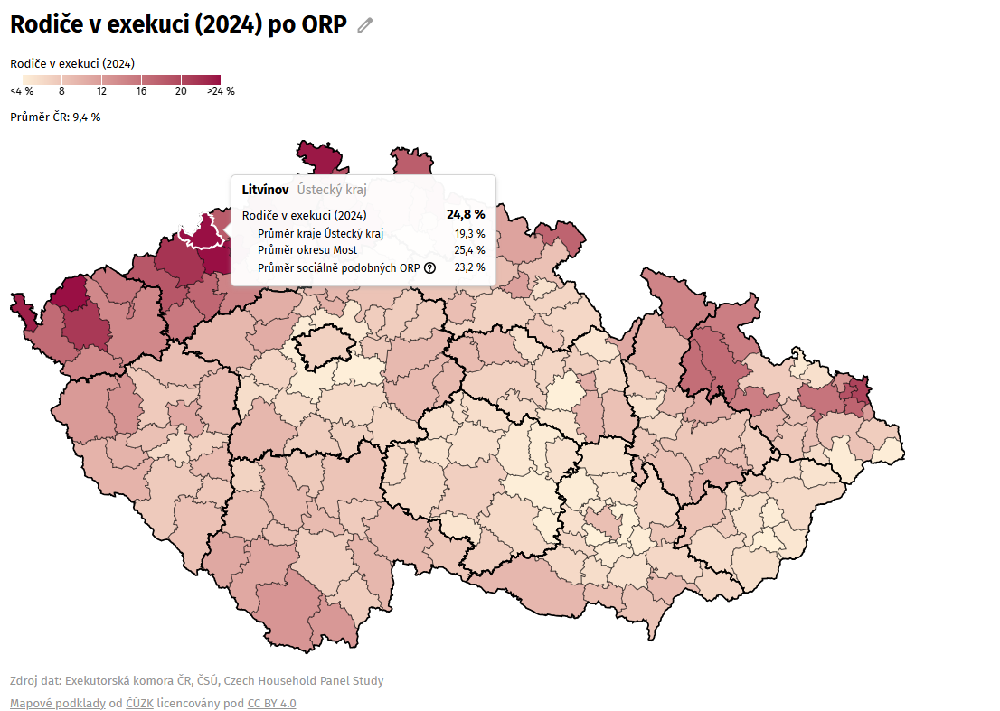 Rodiče v exekuci (2024) po ORP
Rodiče v exekuci (2024)
<4 % 8 12 16 20 >24 %
Průměr ČR: 9,4 %
Litvínov Ústecký kraj
Rodiče v exekuci (2024) 24,8 %
Průměr kraje Ústecký kraj 19,3 %
Průměr okresu Most 25,4 %
Průměr sociálně podobných ORP ? 23,2 %
Zdroj dat: Exekutorská komora ČR, ČSÚ, Czech Household Panel Study
Mapové podklady od ČÚZK licencovány pod CC BY 4.0